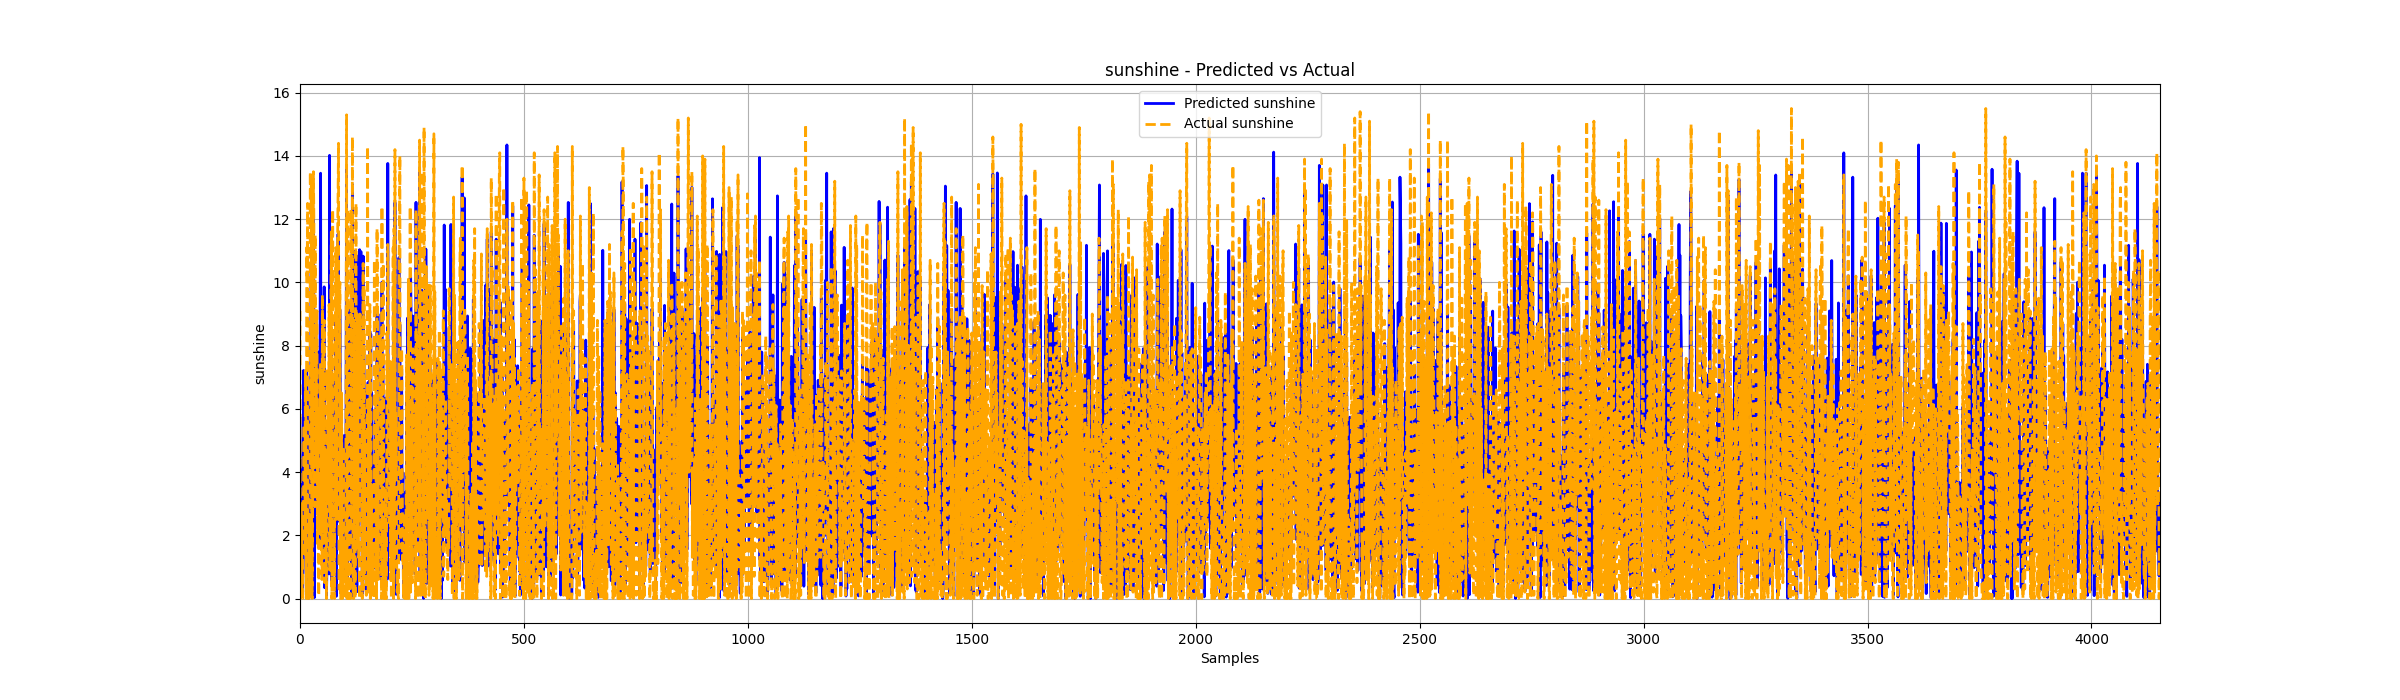 sunshine - Predicted vs Actual
Predicted sunshine
Actual sunshine
sunshine
16
14
12
10
8
6
4
2
0
0 500 1000 1500 2000 2500 3000 3500 4000
Samples